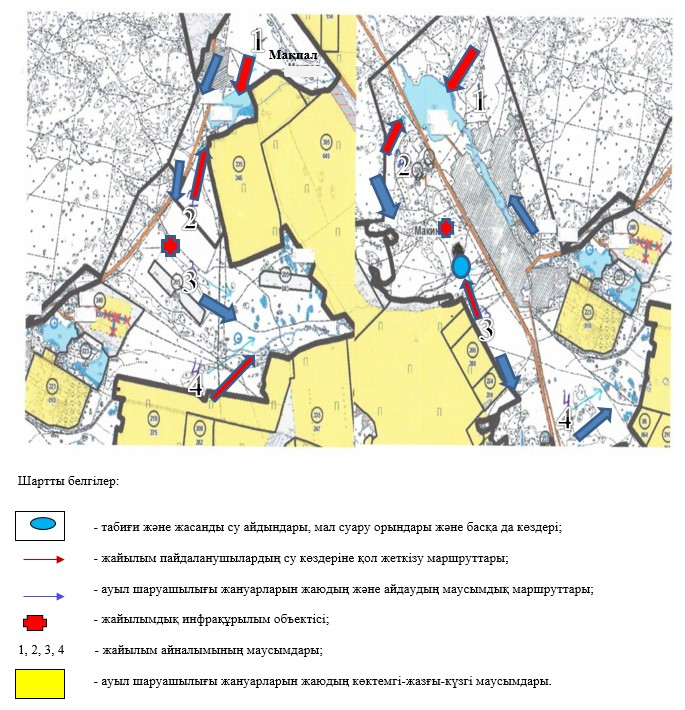 1
Мақпал
1
2
2
Макин
3
3
4
4
Шартты белгілер:
- табиғи және жасанды су айдындары, мал суару орындары және басқа да көздері;
- жайылым пайдаланушылардың су көздеріне қол жеткізу маршруттары;
- ауыл шаруашылығы жануарларын жаюдың және айдаудың маусымдық маршруттары;
- жайылымдық инфрақұрылым объектісі;
1, 2, 3, 4 - жайылым айналымының маусымдары;
- ауыл шаруашылығы жануарларын жаюдың көктемгі-жазғы-күзгі маусымдары.